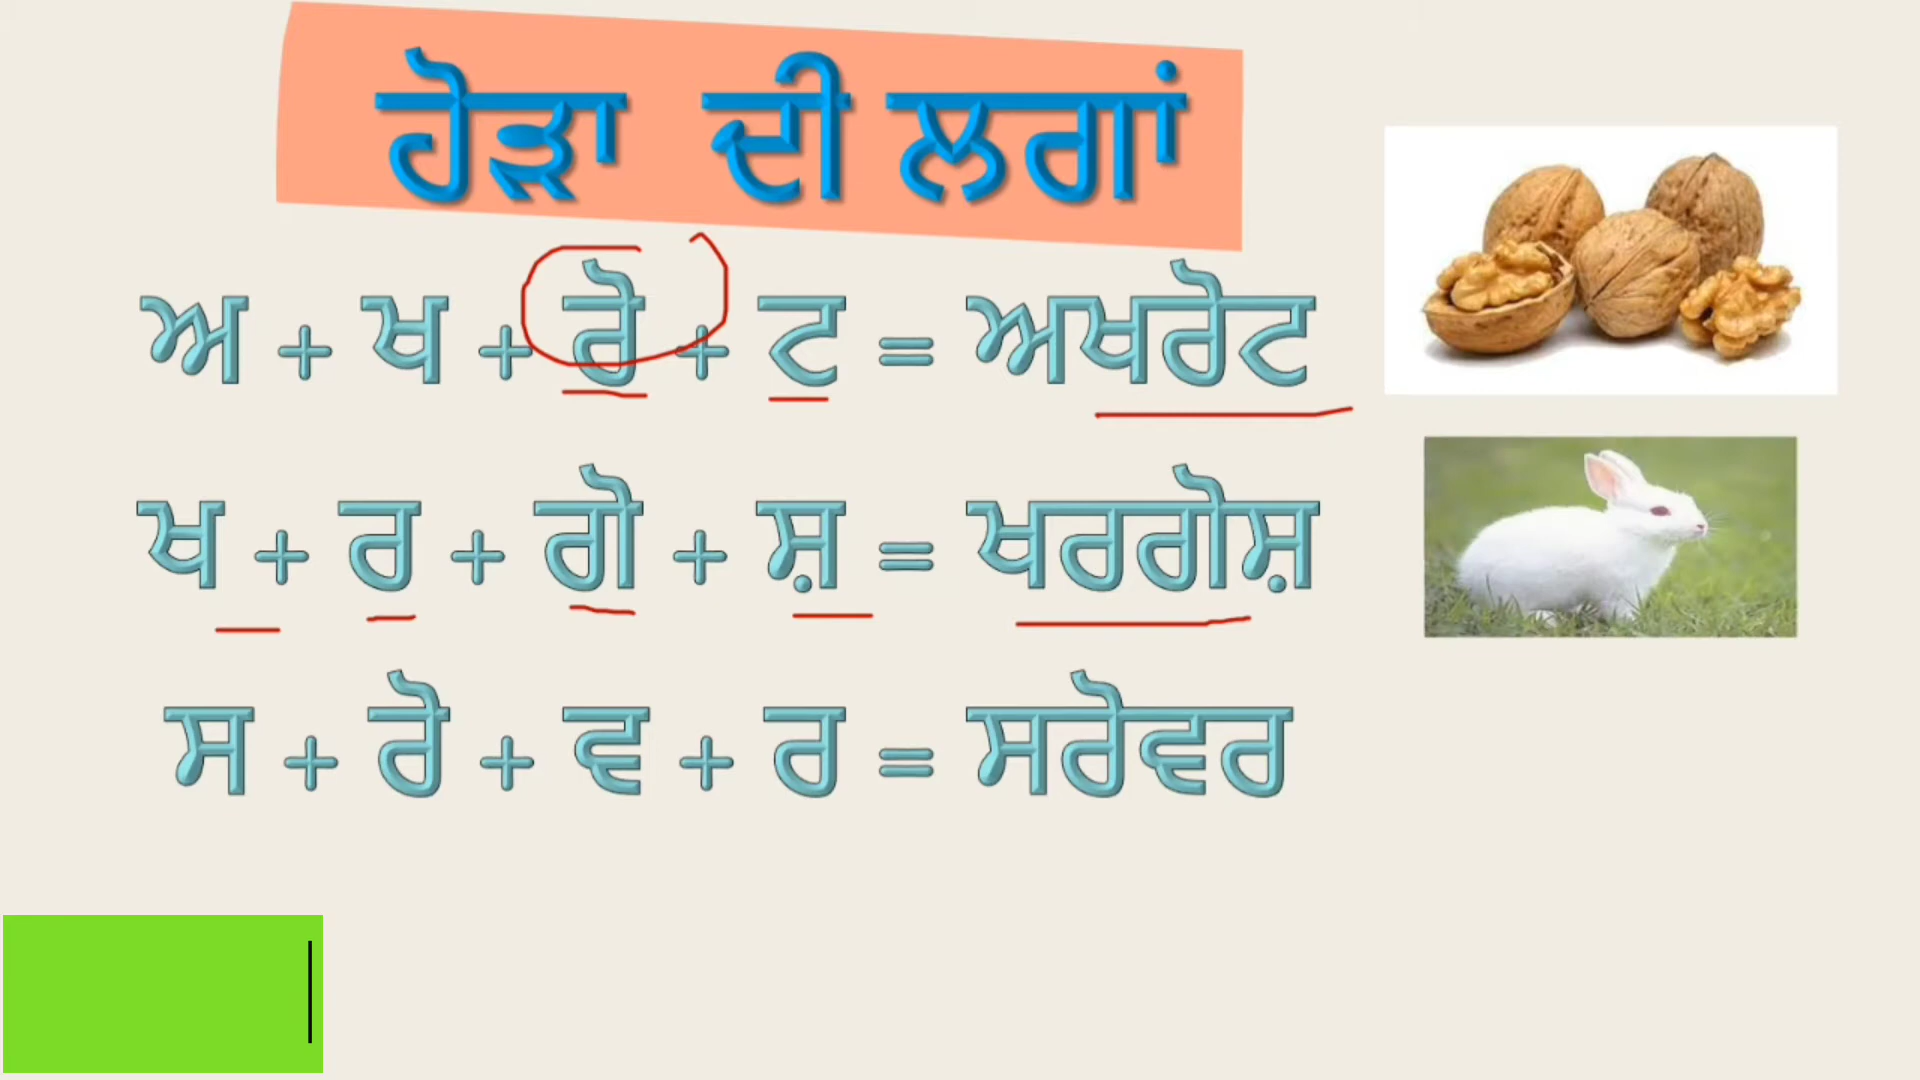 ਹੋੜਾ ਦੀ ਲਗਾਂ
ਅ + ਖ + ਰੋ + ਟ = ਅਖਰੋਟ
ਖ + ਰ + ਗੋ + ਸ਼ = ਖਰਗੋਸ਼
ਸ + ਰੋ + ਵ + ਰ = ਸਰੋਵਰ